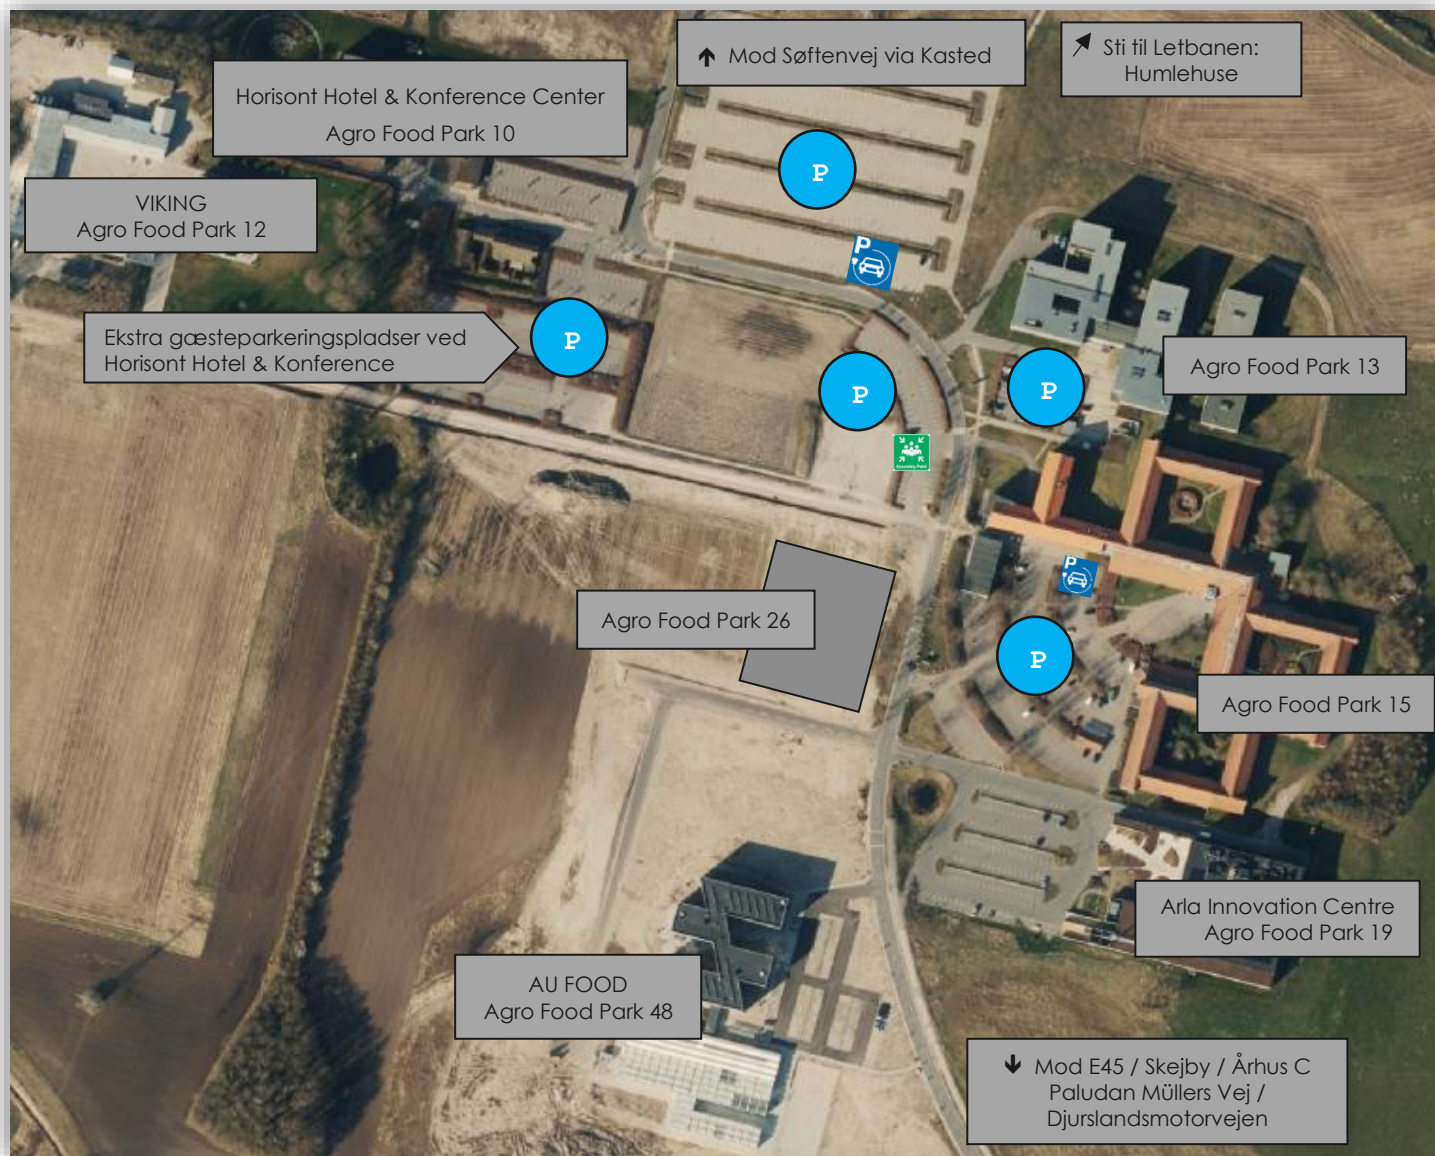 ↑ Mod Søftenvej via Kasted
Sti til Letbanen:
Humlehuse
Horisont Hotel & Konference Center
Agro Food Park 10
P
VIKING
Agro Food Park 12
P
Ekstra gæsteparkeringspladser ved
Horisont Hotel & Konference
P
P
P
Agro Food Park 13
Assembly Point
P
Agro Food Park 26
P
Agro Food Park 15
Arla Innovation Centre
Agro Food Park 19
AU FOOD
Agro Food Park 48
↓ Mod E45 / Skejby / Århus C
Paludan Müllers Vej /
Djurslandsmotorvejen